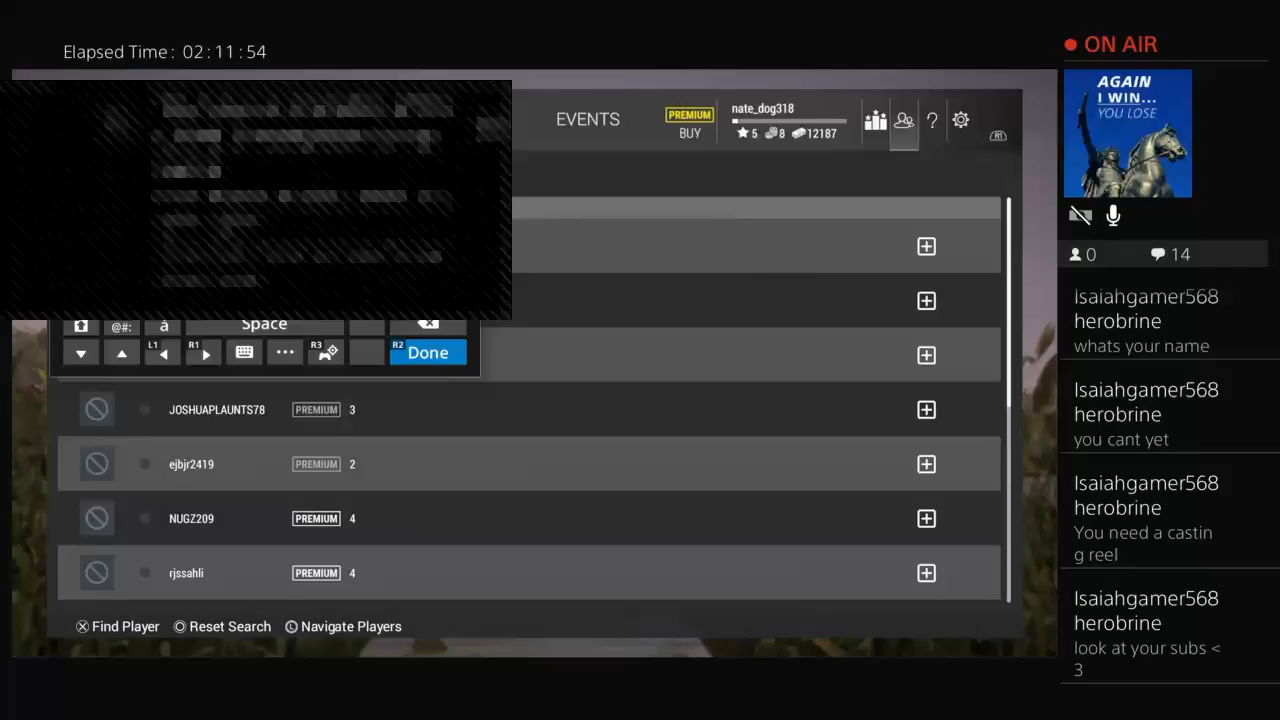 Elapsed Time: 02:11:54
ON AIR
AGAIN
I WIN...
YOU LOSE
EVENTS
PREMIUM
BUY
nate_dog318
5 8 12187
?
R1
0 14
Isaiahgamer568
herobrine
whats your name
Isaiahgamer568
herobrine
you cant yet
Isaiahgamer568
herobrine
You need a castin
g reel
Isaiahgamer568
herobrine
look at your subs <
3
@#: à Space
L1 R1 ... R3 R2 Done
JOSHUAPLAUNTS78 PREMIUM 3
ejbjr2419 PREMIUM 2
NUGZ209 PREMIUM 4
rjssahli PREMIUM 4
Find Player Reset Search L Navigate Players